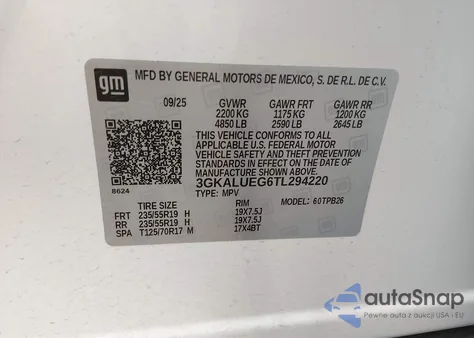 gm
MFD BY GENERAL MOTORS DE MEXICO, S. DE R.L. DE C.V.
09/25 GVWR GAWR FRT GAWR RR
2200 KG 1175 KG 1200 KG
4850 LB 2590 LB 2645 LB
THIS VEHICLE CONFORMS TO ALL
APPLICABLE U.S. FEDERAL MOTOR
VEHICLE SAFETY AND THEFT PREVENTION
STANDARDS IN EFFECT ON THE DATE OF
MANUFACTURE SHOWN ABOVE.
3GKALUEG6TL294220
8624
TYPE: MPV MODEL: 60TPB26
TIRE SIZE RIM
FRT 235/55R19 H 19X7.5J
RR 235/55R19 H 19X7.5J
SPA T125/70R17 M 17X4BT
autoSnap
Pewne auta z aukcji USA i EU